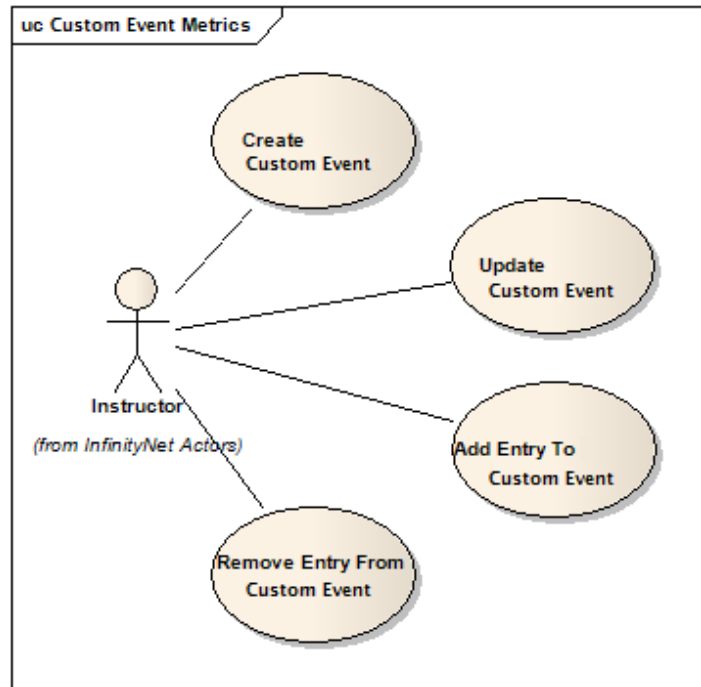 uc Custom Event Metrics
Create
Custom Event
Update
Custom Event
Instructor
(from InfinityNet Actors)
Add Entry To
Custom Event
Remove Entry From
Custom Event